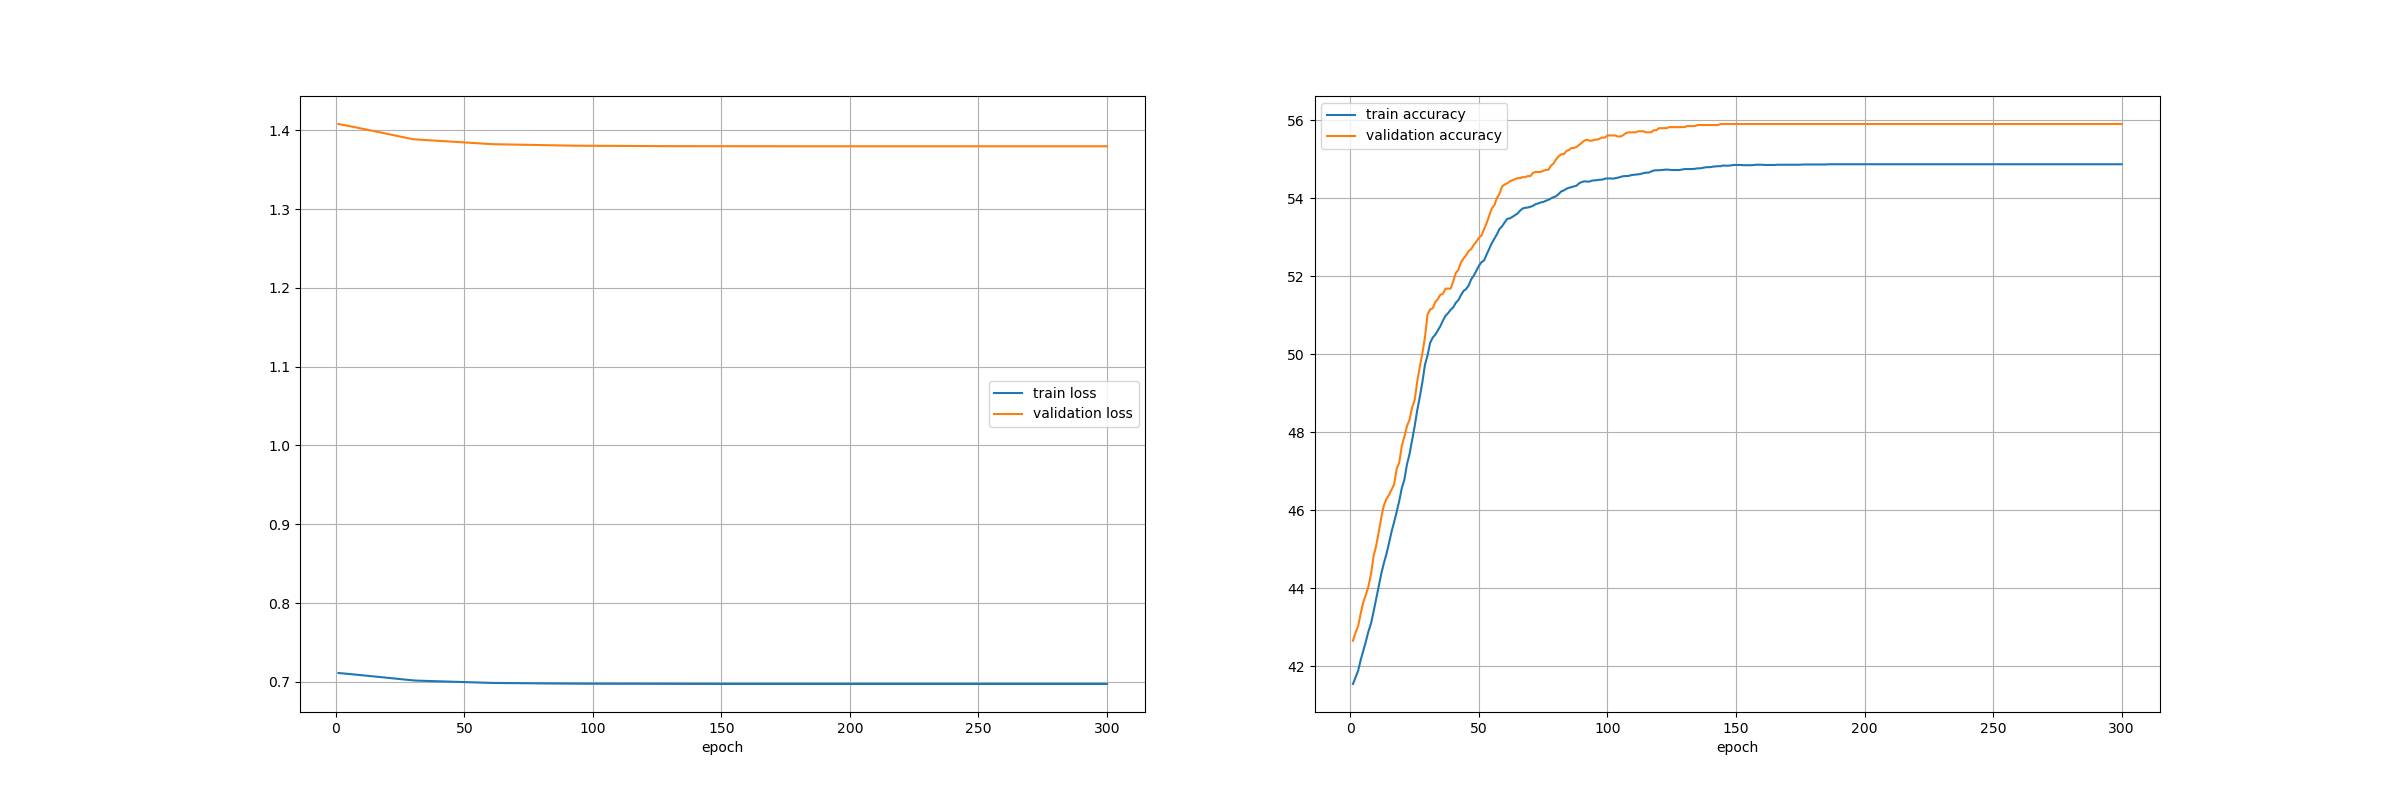 1.4
1.3
1.2
1.1
1.0
0.9
0.8
0.7
0 50 100 150 200 250 300
epoch
train loss
validation loss
56
54
52
50
48
46
44
42
0 50 100 150 200 250 300
epoch
train accuracy
validation accuracy